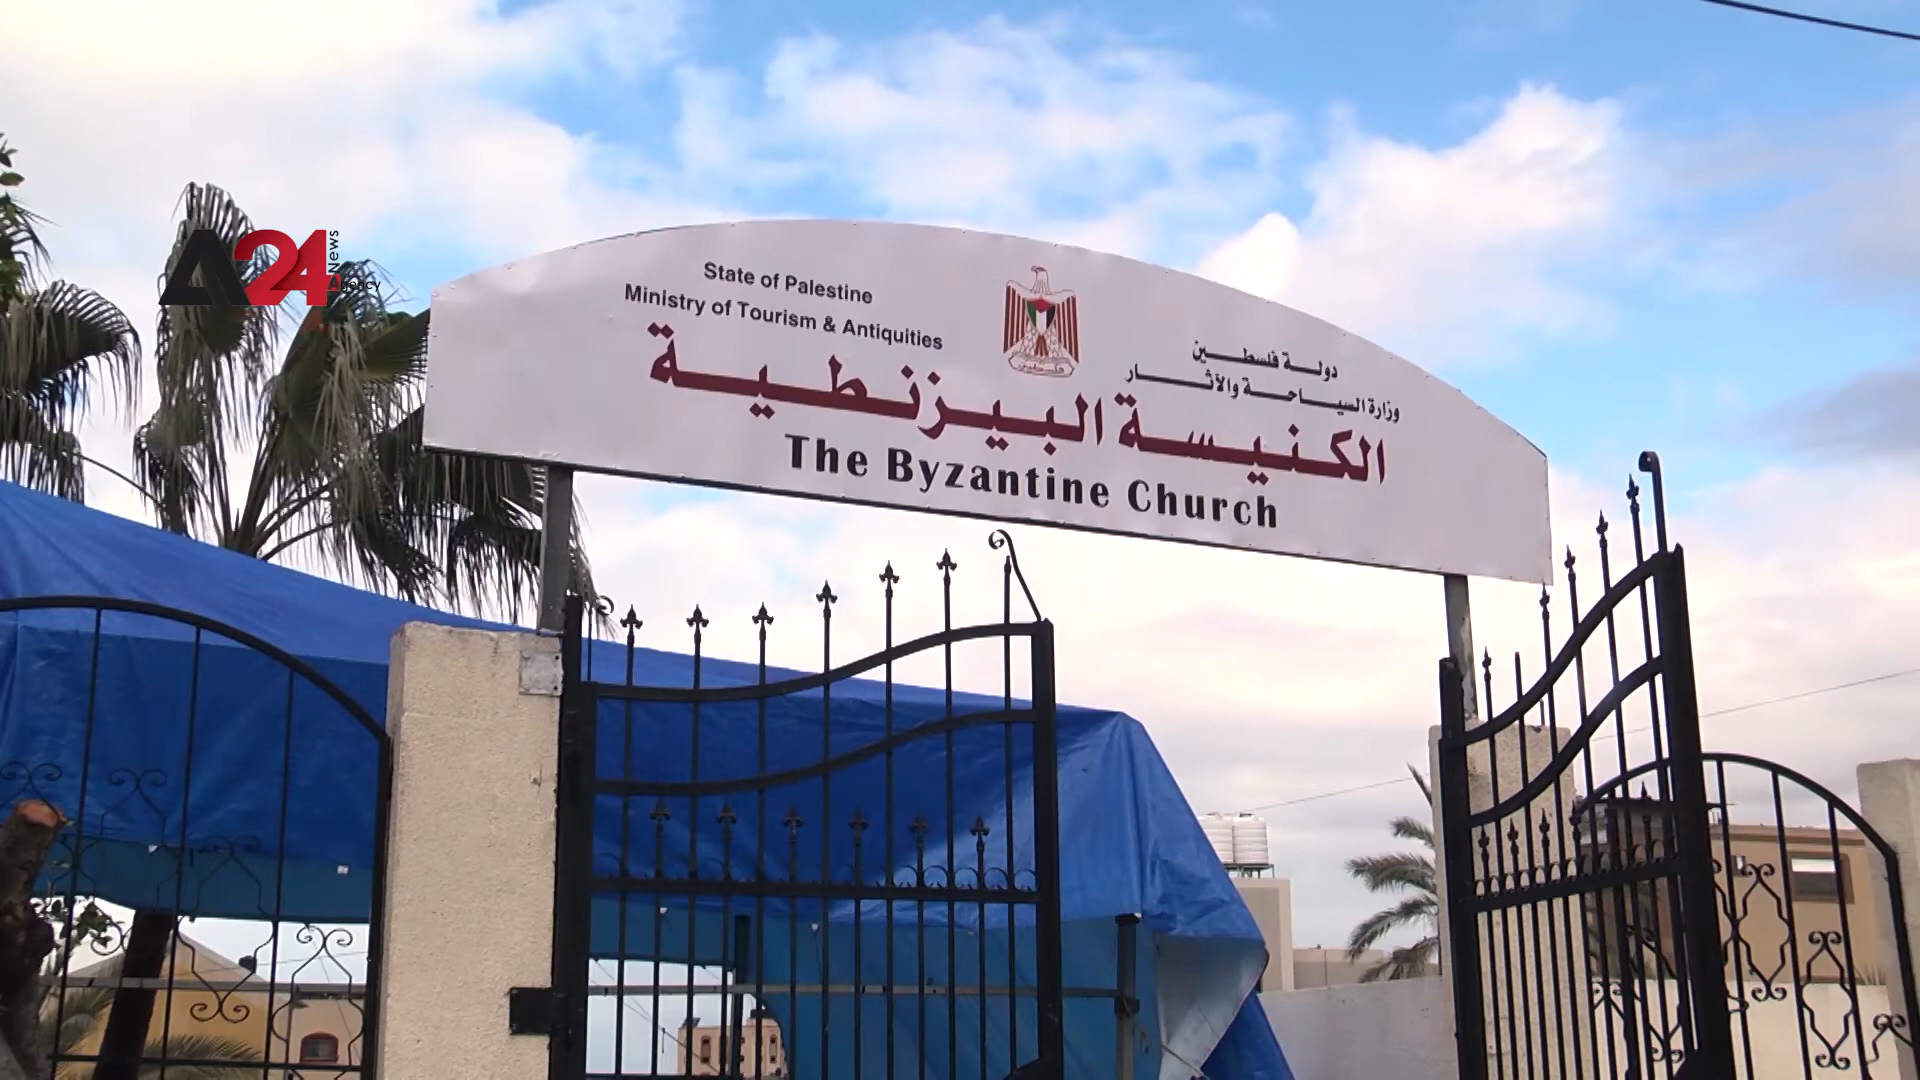 A24 News Agency
State of Palestine
Ministry of Tourism & Antiquities
دولة فلسطين
وزارة السياحة والآثار
الكنيسة البيزنطية
The Byzantine Church
فلسطين